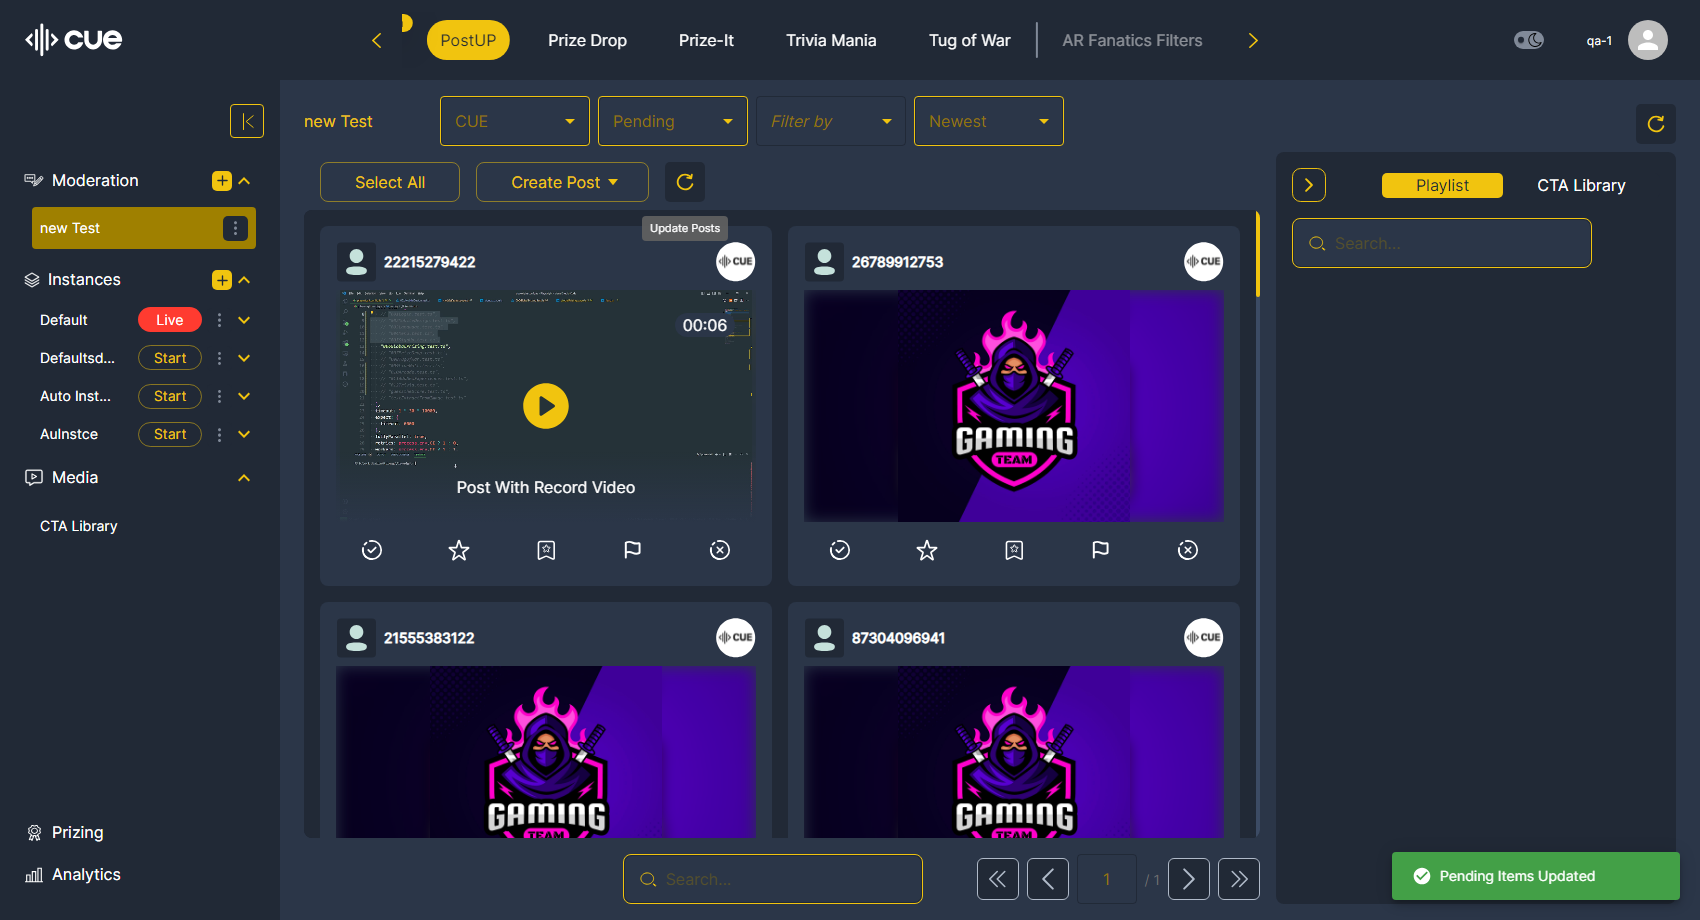 cue
PostUP
Prize Drop
Prize-It
Trivia Mania
Tug of War
AR Fanatics Filters
qa-1
new Test
CUE
Pending
Filter by
Newest
Select All
Create Post
Update Posts
Moderation
new Test
Instances
Default
Live
Defaultsd...
Start
Auto Inst...
Start
AuInstce
Start
Media
CTA Library
Prizing
Analytics
22215279422
CUE
00:06
Post With Record Video
26789912753
CUE
GAMING
TEAM
21555383122
CUE
GAMING
TEAM
87304096941
CUE
GAMING
TEAM
Search...
1
/ 1
Playlist
CTA Library
Search...
Pending Items Updated